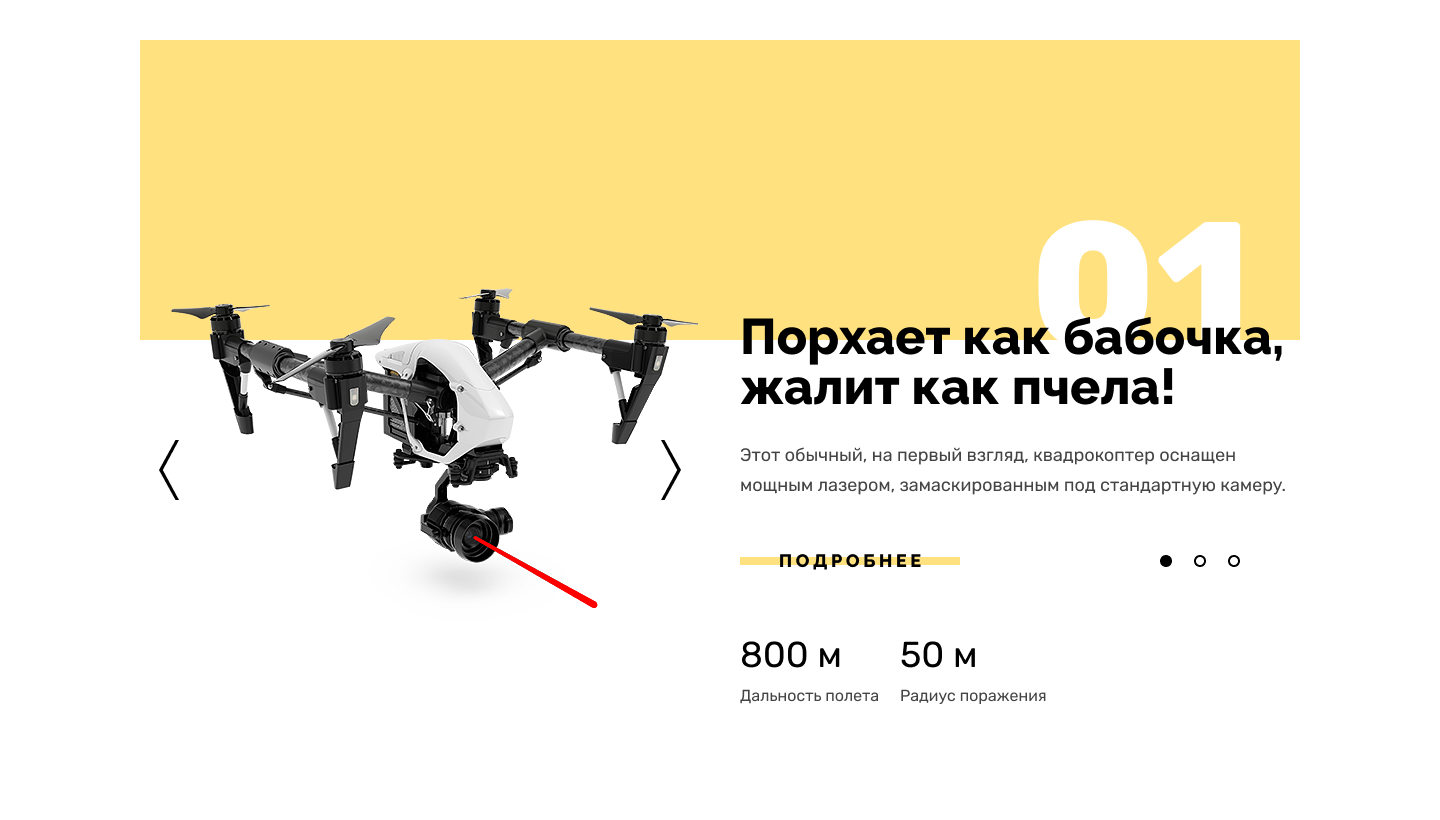 01
Порхает как бабочка,
жалит как пчела!
Этот обычный, на первый взгляд, квадрокоптер оснащен
мощным лазером, замаскированным под стандартную камеру.
ПОДРОБНЕЕ
800 м 50 м
Дальность полета Радиус поражения